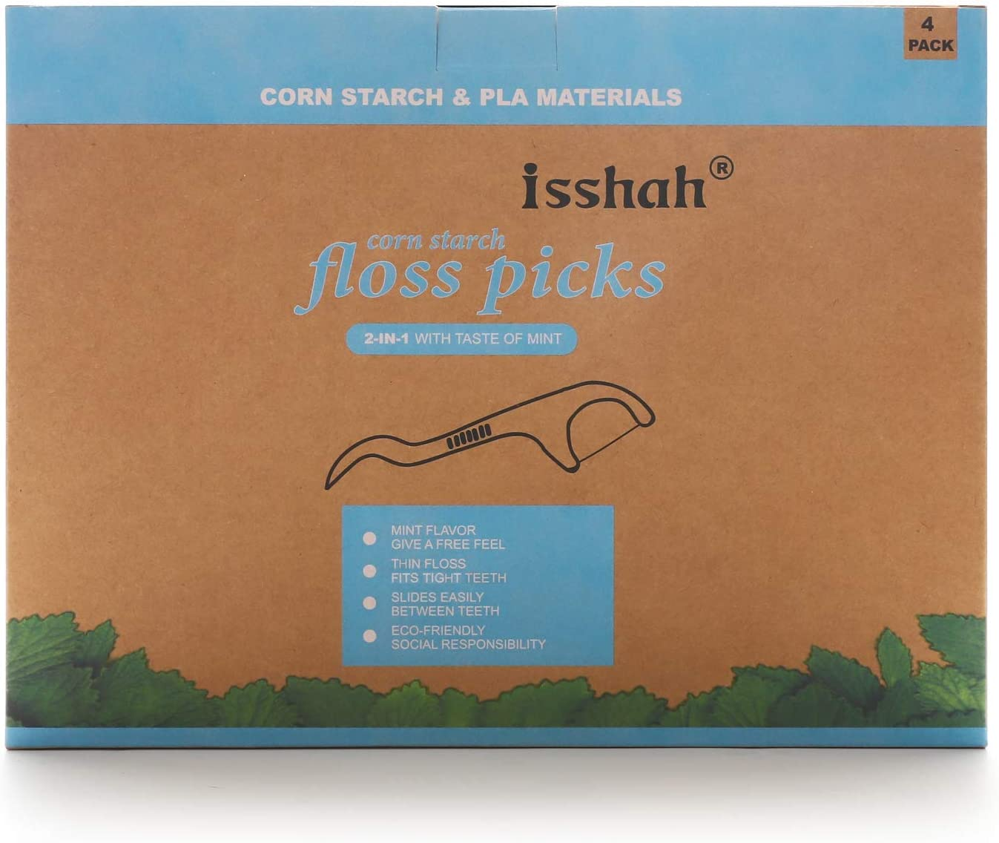 4
PACK
CORN STARCH & PLA MATERIALS
isshah®
corn starch
floss picks
2-IN-1 WITH TASTE OF MINT
MINT FLAVOR
GIVE A FREE FEEL
THIN FLOSS
FITS TIGHT TEETH
SLIDES EASILY
BETWEEN TEETH
ECO-FRIENDLY
SOCIAL RESPONSIBILITY